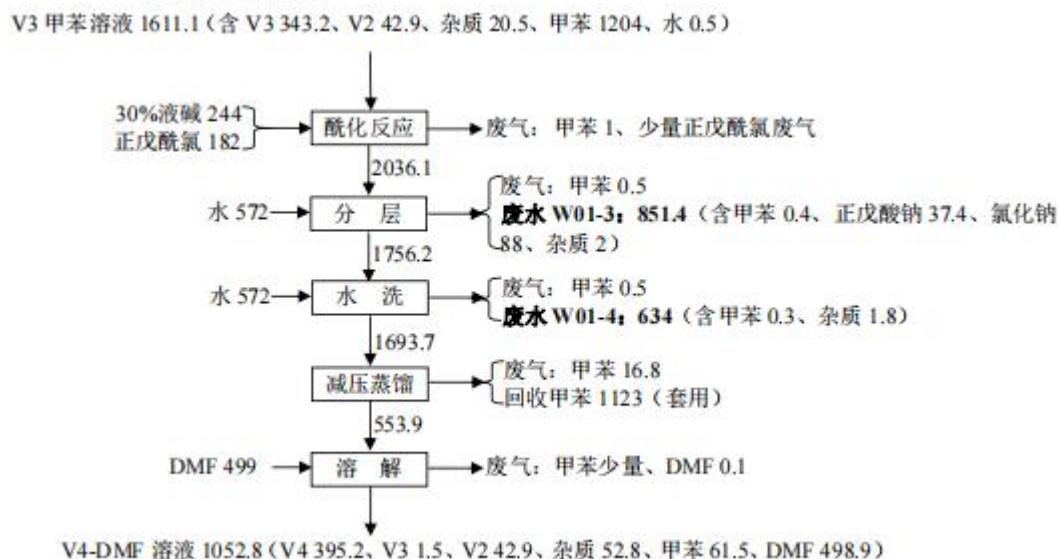 V3 甲苯溶液 1611.1（含 V3 343.2、V2 42.9、杂质 20.5、甲苯 1204、水 0.5）
30%液碱 244
正戊酰氯 182
酰化反应
废气：甲苯 1、少量正戊酰氯废气
2036.1
水 572
分 层
废气：甲苯 0.5
废水 W01-3：851.4（含甲苯 0.4、正戊酸钠 37.4、氯化钠
88、杂质 2）
1756.2
水 572
水 洗
废气：甲苯 0.5
废水 W01-4：634（含甲苯 0.3、杂质 1.8）
1693.7
减压蒸馏
废气：甲苯 16.8
回收甲苯 1123（套用）
553.9
DMF 499
溶 解
废气：甲苯少量、DMF 0.1
V4-DMF 溶液 1052.8（V4 395.2、V3 1.5、V2 42.9、杂质 52.8、甲苯 61.5、DMF 498.9）